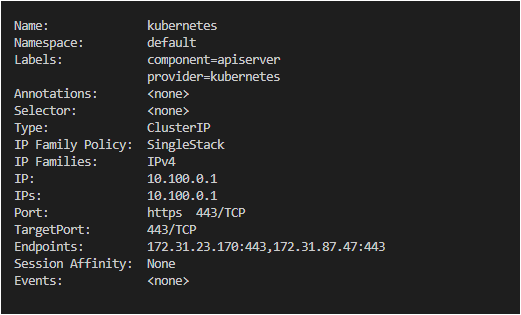 Name: kubernetes
Namespace: default
Labels: component=apiserver
provider=kubernetes
Annotations: <none>
Selector: <none>
Type: ClusterIP
IP Family Policy: SingleStack
IP Families: IPv4
IP: 10.100.0.1
IPs: 10.100.0.1
Port: https 443/TCP
TargetPort: 443/TCP
Endpoints: 172.31.23.170:443,172.31.87.47:443
Session Affinity: None
Events: <none>